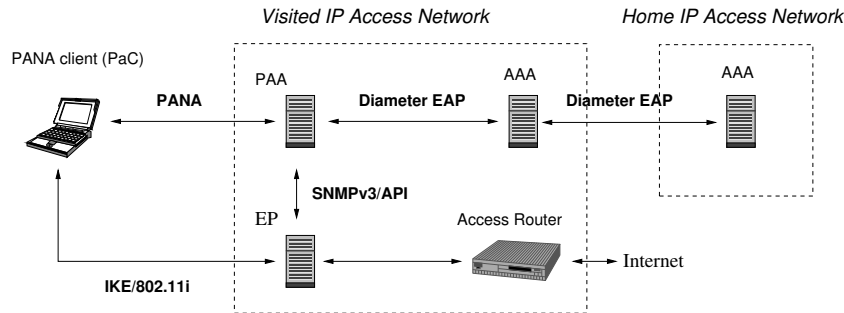 Visited IP Access Network
Home IP Access Network
PANA client (PaC)
PAA
AAA
AAA
PANA
Diameter EAP
Diameter EAP
SNMPv3/API
EP
Access Router
Internet
IKE/802.11i